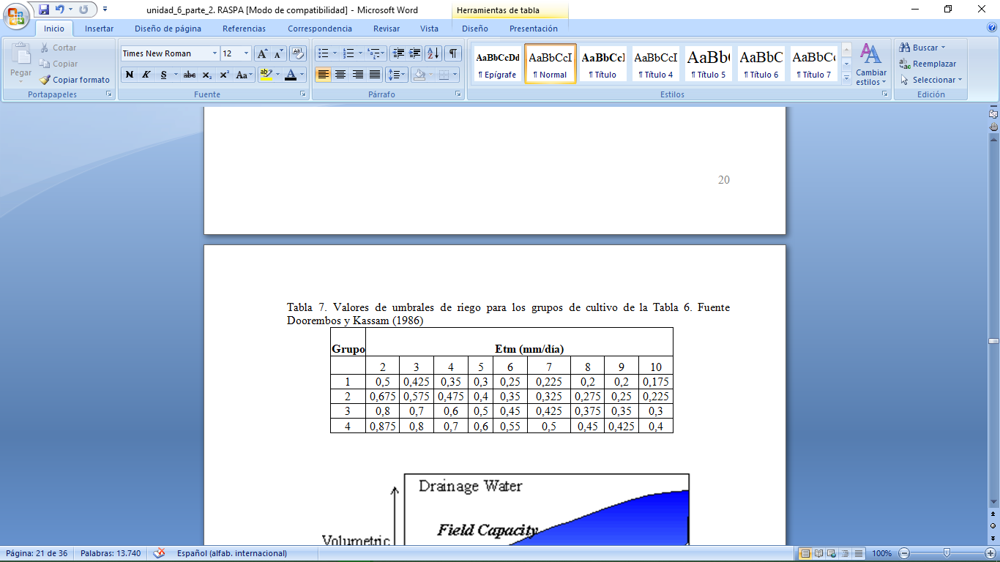 unidad_6_parte_2. RASPA [Modo de compatibilidad] - Microsoft Word
Herramientas de tabla
Inicio Insertar Diseño de página Referencias Correspondencia Revisar Vista Diseño Presentación
Pegar
Cortar
Copiar
Copiar formato
Portapapeles
Times New Roman 12
N K S abc x₂ x² Aa
Fuente
Párrafo
AaBbCcDd AaBbCcI AaBbCcI AaBbCcI AaBb( AaBbC AaBbCc
¶ Epígrafe ¶ Normal ¶ Título ¶ Título 4 ¶ Título 5 ¶ Título 6 ¶ Título 7
Cambiar
estilos
Estilos
Buscar
Reemplazar
Seleccionar
Edición
20
Tabla 7. Valores de umbrales de riego para los grupos de cultivo de la Tabla 6. Fuente
Doorembos y Kassam (1986)
Grupo Etm (mm/día)
2 3 4 5 6 7 8 9 10
1 0,5 0,425 0,35 0,3 0,25 0,225 0,2 0,2 0,175
2 0,675 0,575 0,475 0,4 0,35 0,325 0,275 0,25 0,225
3 0,8 0,7 0,6 0,5 0,45 0,425 0,375 0,35 0,3
4 0,875 0,8 0,7 0,6 0,55 0,5 0,45 0,425 0,4
Drainage Water
Field Capacity
Volumetric
Página: 21 de 36 Palabras: 13.740 Español (alfab. internacional) 100%